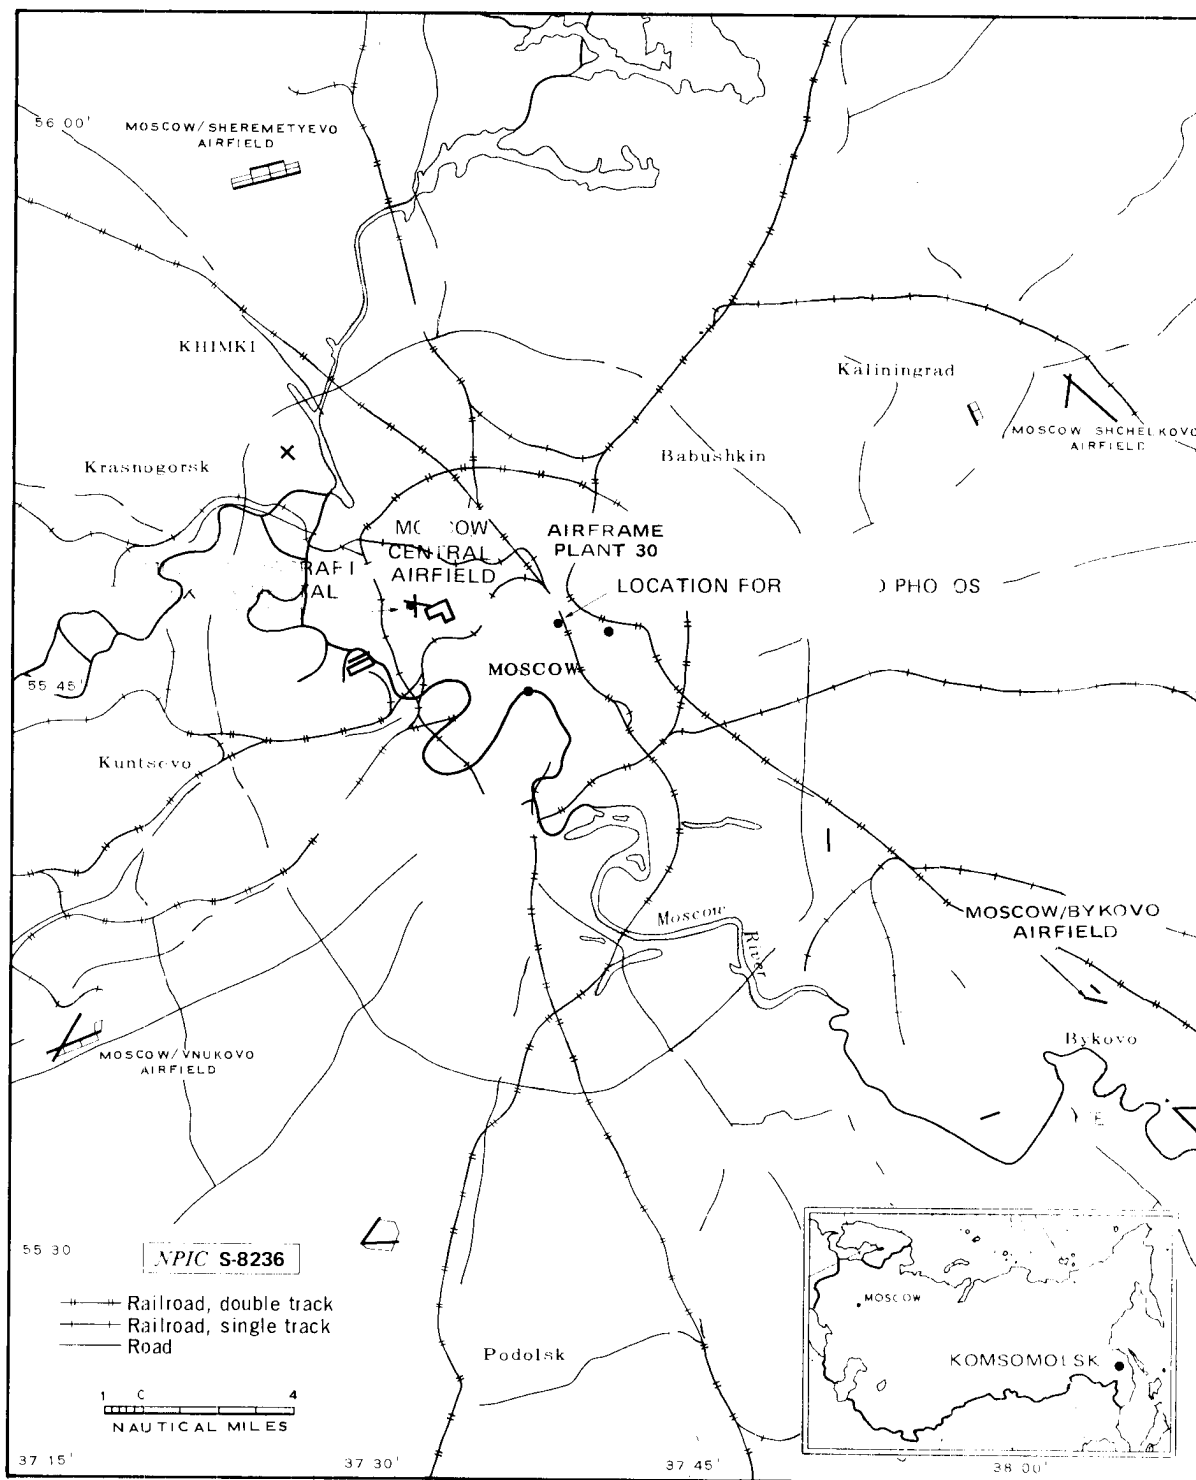 56 00'
MOSCOW/SHEREMETYEVO
AIRFIELD
KHIMKI
Kaliningrad
MOSCOW SHCHELKOVO
AIRFIELD
Krasnogorsk
Babushkin
CENTRAL
AIRFIELD
AIRFRAME
PLANT 30
LOCATION FOR
MOSCOW
55 45'
Kuntsevo
Moscow
River
MOSCOW/BYKOVO
AIRFIELD
Bykovo
MOSCOW/VNUKOVO
AIRFIELD
55 30
NPIC S-8236
Railroad, double track
Railroad, single track
Road
1 4
NAUTICAL MILES
Podolsk
MOSCOW
KOMSOMOLSK
37 15'
37 30'
37 45'
38 00'